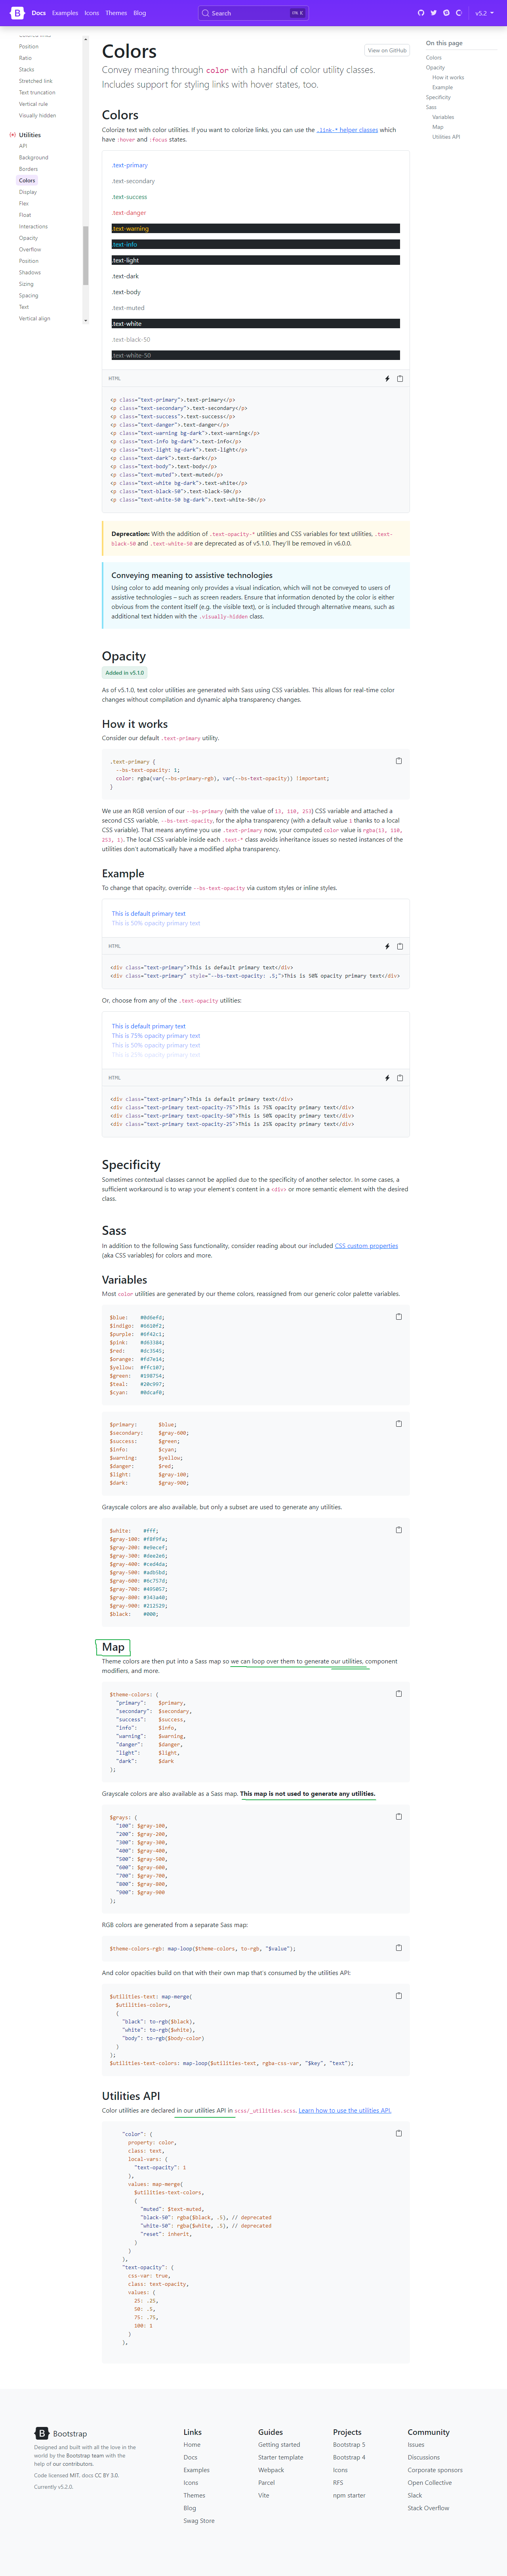 B Docs Examples Icons Themes Blog Search Ctrl K v5.2
Position
Ratio
Stacks
Stretched link
Text truncation
Vertical rule
Visually hidden
Utilities
API
Background
Borders
Colors
Display
Flex
Float
Interactions
Opacity
Overflow
Position
Shadows
Sizing
Spacing
Text
Vertical align
Colors
View on GitHub
Convey meaning through color with a handful of color utility classes.
Includes support for styling links with hover states, too.
On this page
Colors
Opacity
How it works
Example
Specificity
Sass
Variables
Map
Utilities API
Colors
Colorize text with color utilities. If you want to colorize links, you can use the .link-* helper classes which
have :hover and :focus states.
.text-primary
.text-secondary
.text-success
.text-danger
.text-warning
.text-info
.text-light
.text-dark
.text-body
.text-muted
.text-white
.text-black-50
.text-white-50
HTML
<p class="text-primary">.text-primary</p>
<p class="text-secondary">.text-secondary</p>
<p class="text-success">.text-success</p>
<p class="text-danger">.text-danger</p>
<p class="text-warning bg-dark">.text-warning</p>
<p class="text-info bg-dark">.text-info</p>
<p class="text-light bg-dark">.text-light</p>
<p class="text-dark">.text-dark</p>
<p class="text-body">.text-body</p>
<p class="text-muted">.text-muted</p>
<p class="text-white bg-dark">.text-white</p>
<p class="text-black-50">.text-black-50</p>
<p class="text-white-50 bg-dark">.text-white-50</p>
Deprecation: With the addition of .text-opacity-* utilities and CSS variables for text utilities, .text-
black-50 and .text-white-50 are deprecated as of v5.1.0. They'll be removed in v6.0.0.
Conveying meaning to assistive technologies
Using color to add meaning only provides a visual indication, which will not be conveyed to users of
assistive technologies – such as screen readers. Ensure that information denoted by the color is either
obvious from the content itself (e.g. the visible text), or is included through alternative means, such as
additional text hidden with the .visually-hidden class.
Opacity
Added in v5.1.0
As of v5.1.0, text color utilities are generated with Sass using CSS variables. This allows for real-time color
changes without compilation and dynamic alpha transparency changes.
How it works
Consider our default .text-primary utility.
.text-primary {
--bs-text-opacity: 1;
color: rgba(var(--bs-primary-rgb), var(--bs-text-opacity)) !important;
}
We use an RGB version of our --bs-primary (with the value of 13, 110, 253) CSS variable and attached a
second CSS variable, --bs-text-opacity, for the alpha transparency (with a default value 1 thanks to a local
CSS variable). That means anytime you use .text-primary now, your computed color value is rgba(13, 110,
253, 1). The local CSS variable inside each .text-* class avoids inheritance issues so nested instances of the
utilities don't automatically have a modified alpha transparency.
Example
To change that opacity, override --bs-text-opacity via custom styles or inline styles.
This is default primary text
This is 50% opacity primary text
HTML
<div class="text-primary">This is default primary text</div>
<div class="text-primary" style="--bs-text-opacity: .5;">This is 50% opacity primary text</div>
Or, choose from any of the .text-opacity utilities:
This is default primary text
This is 75% opacity primary text
This is 50% opacity primary text
This is 25% opacity primary text
HTML
<div class="text-primary">This is default primary text</div>
<div class="text-primary text-opacity-75">This is 75% opacity primary text</div>
<div class="text-primary text-opacity-50">This is 50% opacity primary text</div>
<div class="text-primary text-opacity-25">This is 25% opacity primary text</div>
Specificity
Sometimes contextual classes cannot be applied due to the specificity of another selector. In some cases, a
sufficient workaround is to wrap your element's content in a <div> or more semantic element with the desired
class.
Sass
In addition to the following Sass functionality, consider reading about our included CSS custom properties
(aka CSS variables) for colors and more.
Variables
Most color utilities are generated by our theme colors, reassigned from our generic color palette variables.
$blue: #0d6efd;
$indigo: #6610f2;
$purple: #6f42c1;
$pink: #d63384;
$red: #dc3545;
$orange: #fd7e14;
$yellow: #ffc107;
$green: #198754;
$teal: #20c997;
$cyan: #0dcaf0;
$primary: $blue;
$secondary: $gray-600;
$success: $green;
$info: $cyan;
$warning: $yellow;
$danger: $red;
$light: $gray-100;
$dark: $gray-900;
Grayscale colors are also available, but only a subset are used to generate any utilities.
$white: #fff;
$gray-100: #f8f9fa;
$gray-200: #e9ecef;
$gray-300: #dee2e6;
$gray-400: #ced4da;
$gray-500: #adb5bd;
$gray-600: #6c757d;
$gray-700: #495057;
$gray-800: #343a40;
$gray-900: #212529;
$black: #000;
Map
Theme colors are then put into a Sass map so we can loop over them to generate our utilities, component
modifiers, and more.
$theme-colors: (
"primary": $primary,
"secondary": $secondary,
"success": $success,
"info": $info,
"warning": $warning,
"danger": $danger,
"light": $light,
"dark": $dark
);
Grayscale colors are also available as a Sass map. This map is not used to generate any utilities.
$grays: (
"100": $gray-100,
"200": $gray-200,
"300": $gray-300,
"400": $gray-400,
"500": $gray-500,
"600": $gray-600,
"700": $gray-700,
"800": $gray-800,
"900": $gray-900
);
RGB colors are generated from a separate Sass map:
$theme-colors-rgb: map-loop($theme-colors, to-rgb, "$value");
And color opacities build on that with their own map that's consumed by the utilities API:
$utilities-text: map-merge(
$utilities-colors,
(
"black": to-rgb($black),
"white": to-rgb($white),
"body": to-rgb($body-color)
)
);
$utilities-text-colors: map-loop($utilities-text, rgba-css-var, "$key", "text");
Utilities API
Color utilities are declared in our utilities API in scss/_utilities.scss. Learn how to use the utilities API.
"color": (
property: color,
class: text,
local-vars: (
"text-opacity": 1
),
values: map-merge(
$utilities-text-colors,
(
"muted": $text-muted,
"black-50": rgba($black, .5), // deprecated
"white-50": rgba($white, .5), // deprecated
"reset": inherit,
)
)
),
"text-opacity": (
css-var: true,
class: text-opacity,
values: (
25: .25,
50: .5,
75: .75,
100: 1
)
),
B Bootstrap
Designed and built with all the love in the
world by the Bootstrap team with the
help of our contributors.
Code licensed MIT, docs CC BY 3.0.
Currently v5.2.0.
Links
Home
Docs
Examples
Icons
Themes
Blog
Swag Store
Guides
Getting started
Starter template
Webpack
Parcel
Vite
Projects
Bootstrap 5
Bootstrap 4
Icons
RFS
npm starter
Community
Issues
Discussions
Corporate sponsors
Open Collective
Slack
Stack Overflow